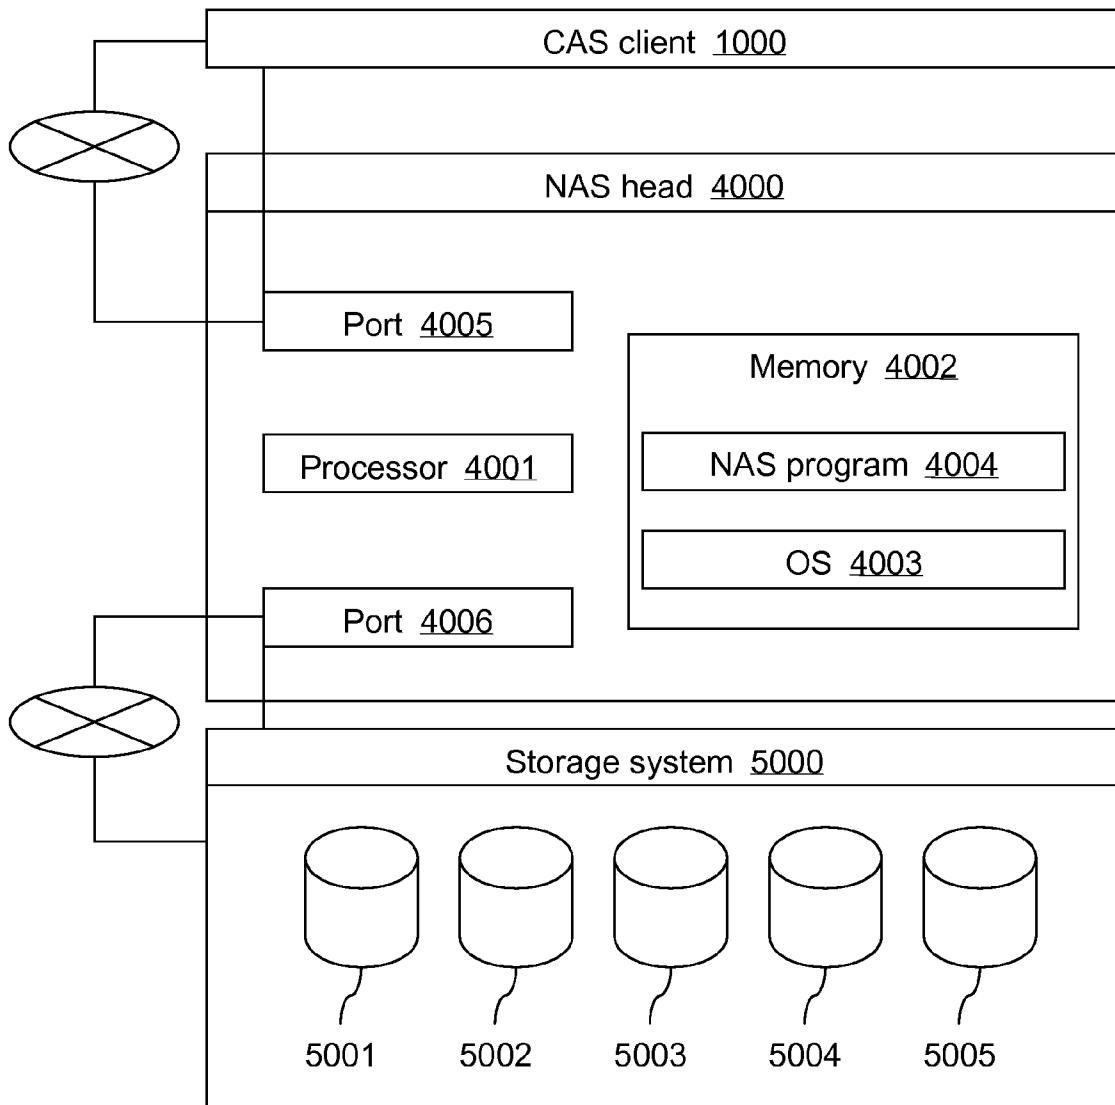 CAS client 1000
NAS head 4000
Port 4005
Memory 4002
Processor 4001
NAS program 4004
OS 4003
Port 4006
Storage system 5000
5001 5002 5003 5004 5005